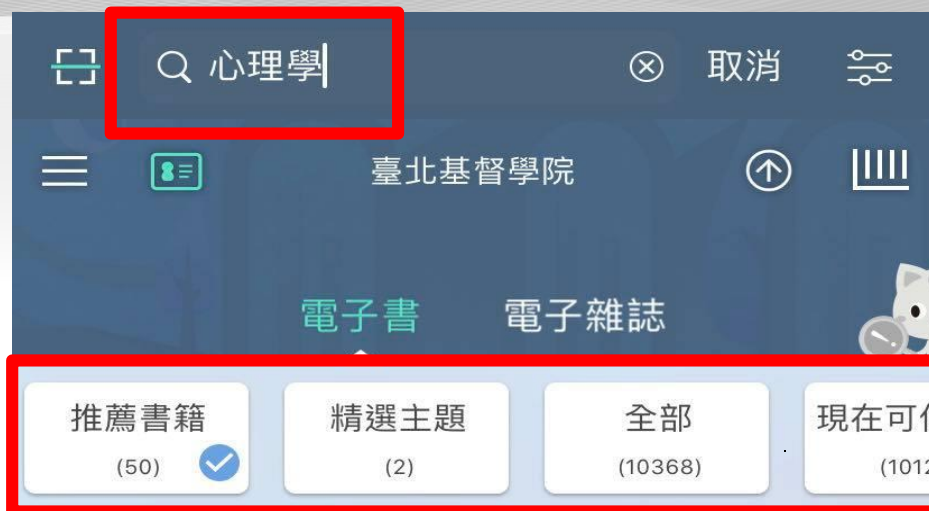 心理學
取消
臺北基督學院
電子書
電子雜誌
推薦書籍
(50)
精選主題
(2)
全部
(10368)
現在可
(1012